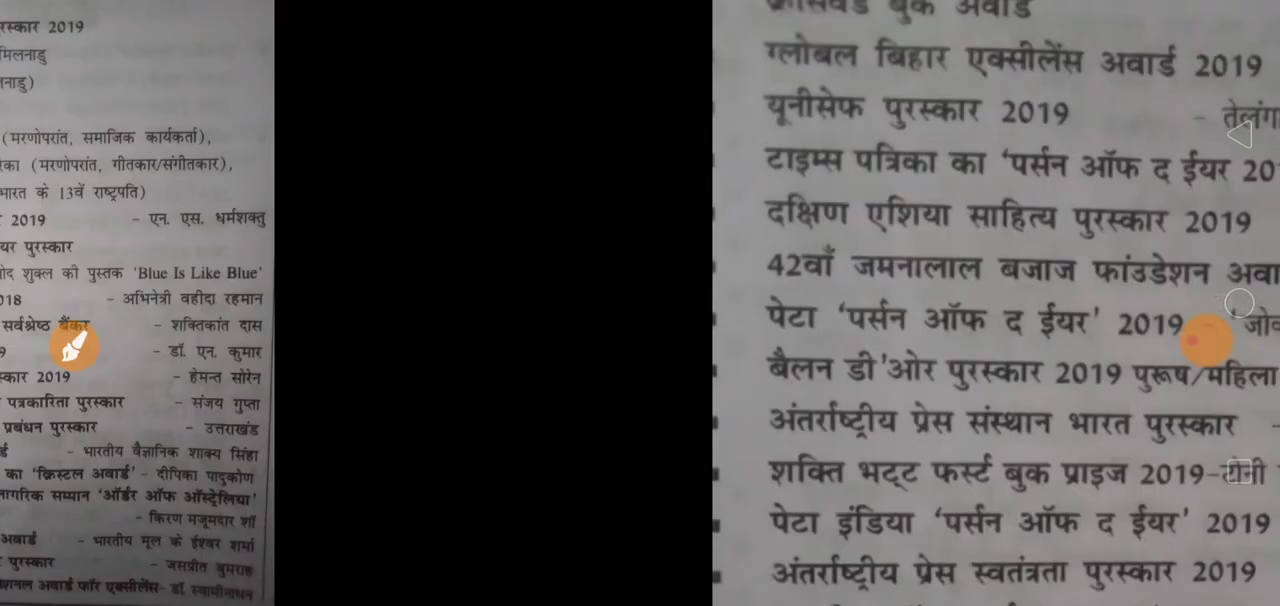 रस्कार 2019
मिलनाडु
नाडु)
(मरणोपरांत, समाजिक कार्यकर्ता),
का (मरणोपरांत, गीतकार/संगीतकार),
भारत के 13वें राष्ट्रपति)
2019 - एन. एस. धर्मशक्तु
यर पुरस्कार
ोद शुक्ल की पुस्तक 'Blue Is Like Blue'
018 - अभिनेत्री वहीदा रहमान
सर्वश्रेष्ठ बैंकर - शक्तिकांत दास
9 - डॉ. एन. कुमार
स्कार 2019 - हेमन्त सोरेन
पत्रकारिता पुरस्कार - संजय गुप्ता
प्रबंधन पुरस्कार - उत्तराखंड
र्ड - भारतीय वैज्ञानिक शाक्य सिंहा
का 'क्रिस्टल अवार्ड' - दीपिका पादुकोण
नागरिक सम्मान 'ऑर्डर ऑफ ऑस्ट्रेलिया'
- किरण मजूमदार शॉ
अवार्ड - भारतीय मूल के ईश्वर शर्मा
पुरस्कार - जसप्रीत बुमराह
शनल अवार्ड फॉर एक्सीलेंस- डॉ. स्वामीनाथन
क्रॉसवर्ड बुक अवार्ड
ग्लोबल बिहार एक्सीलेंस अवार्ड 2019
यूनीसेफ पुरस्कार 2019 - तेलंग
टाइम्स पत्रिका का 'पर्सन ऑफ द ईयर 20
दक्षिण एशिया साहित्य पुरस्कार 2019
42वाँ जमनालाल बजाज फांउडेशन अवा
पेटा 'पर्सन ऑफ द ईयर' 2019 - जोव
बैलन डी'ओर पुरस्कार 2019 पुरूष/महिला
अंतर्राष्ट्रीय प्रेस संस्थान भारत पुरस्कार -
शक्ति भट्ट फर्स्ट बुक प्राइज 2019-टोनी
पेटा इंडिया 'पर्सन ऑफ द ईयर' 2019
अंतर्राष्ट्रीय प्रेस स्वतंत्रता पुरस्कार 2019